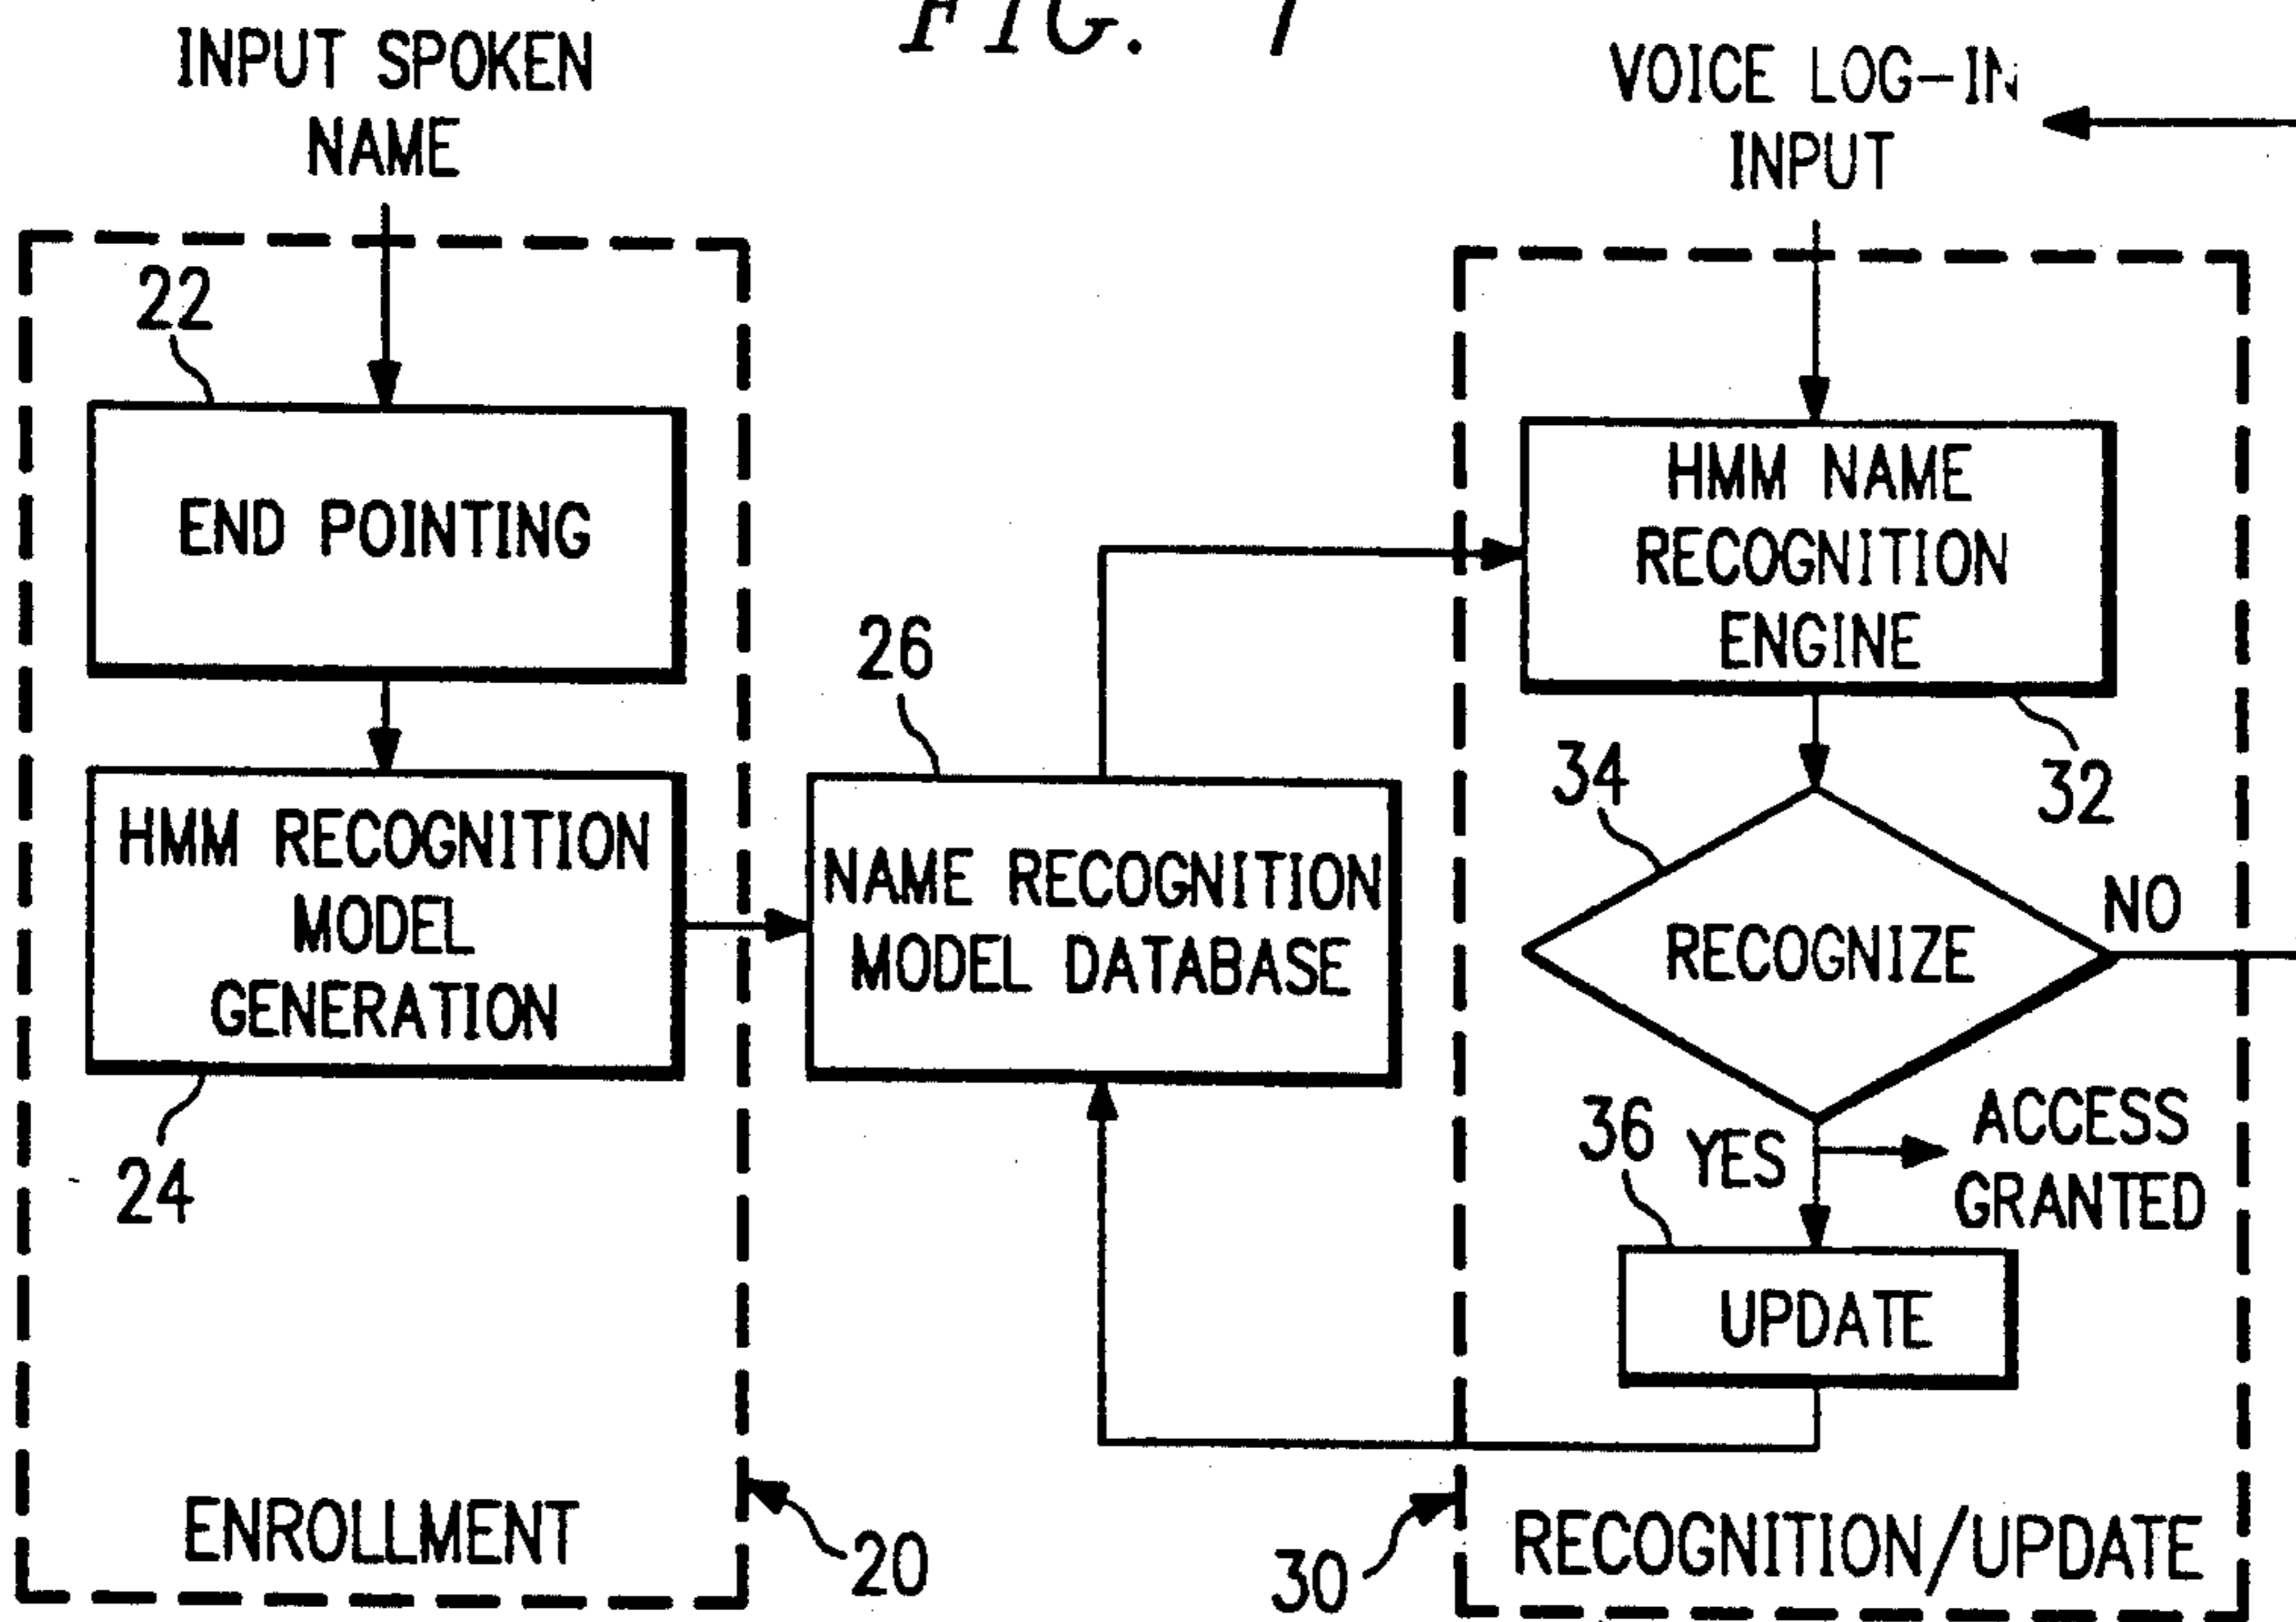 FIG. 1
INPUT SPOKEN
NAME
22
END POINTING
HMM RECOGNITION
MODEL
GENERATION
24
ENROLLMENT
20
26
NAME RECOGNITION
MODEL DATABASE
VOICE LOG-IN
INPUT
HMM NAME
RECOGNITION
ENGINE
32
34
RECOGNIZE
NO
YES
ACCESS
GRANTED
36
UPDATE
30
RECOGNITION/UPDATE